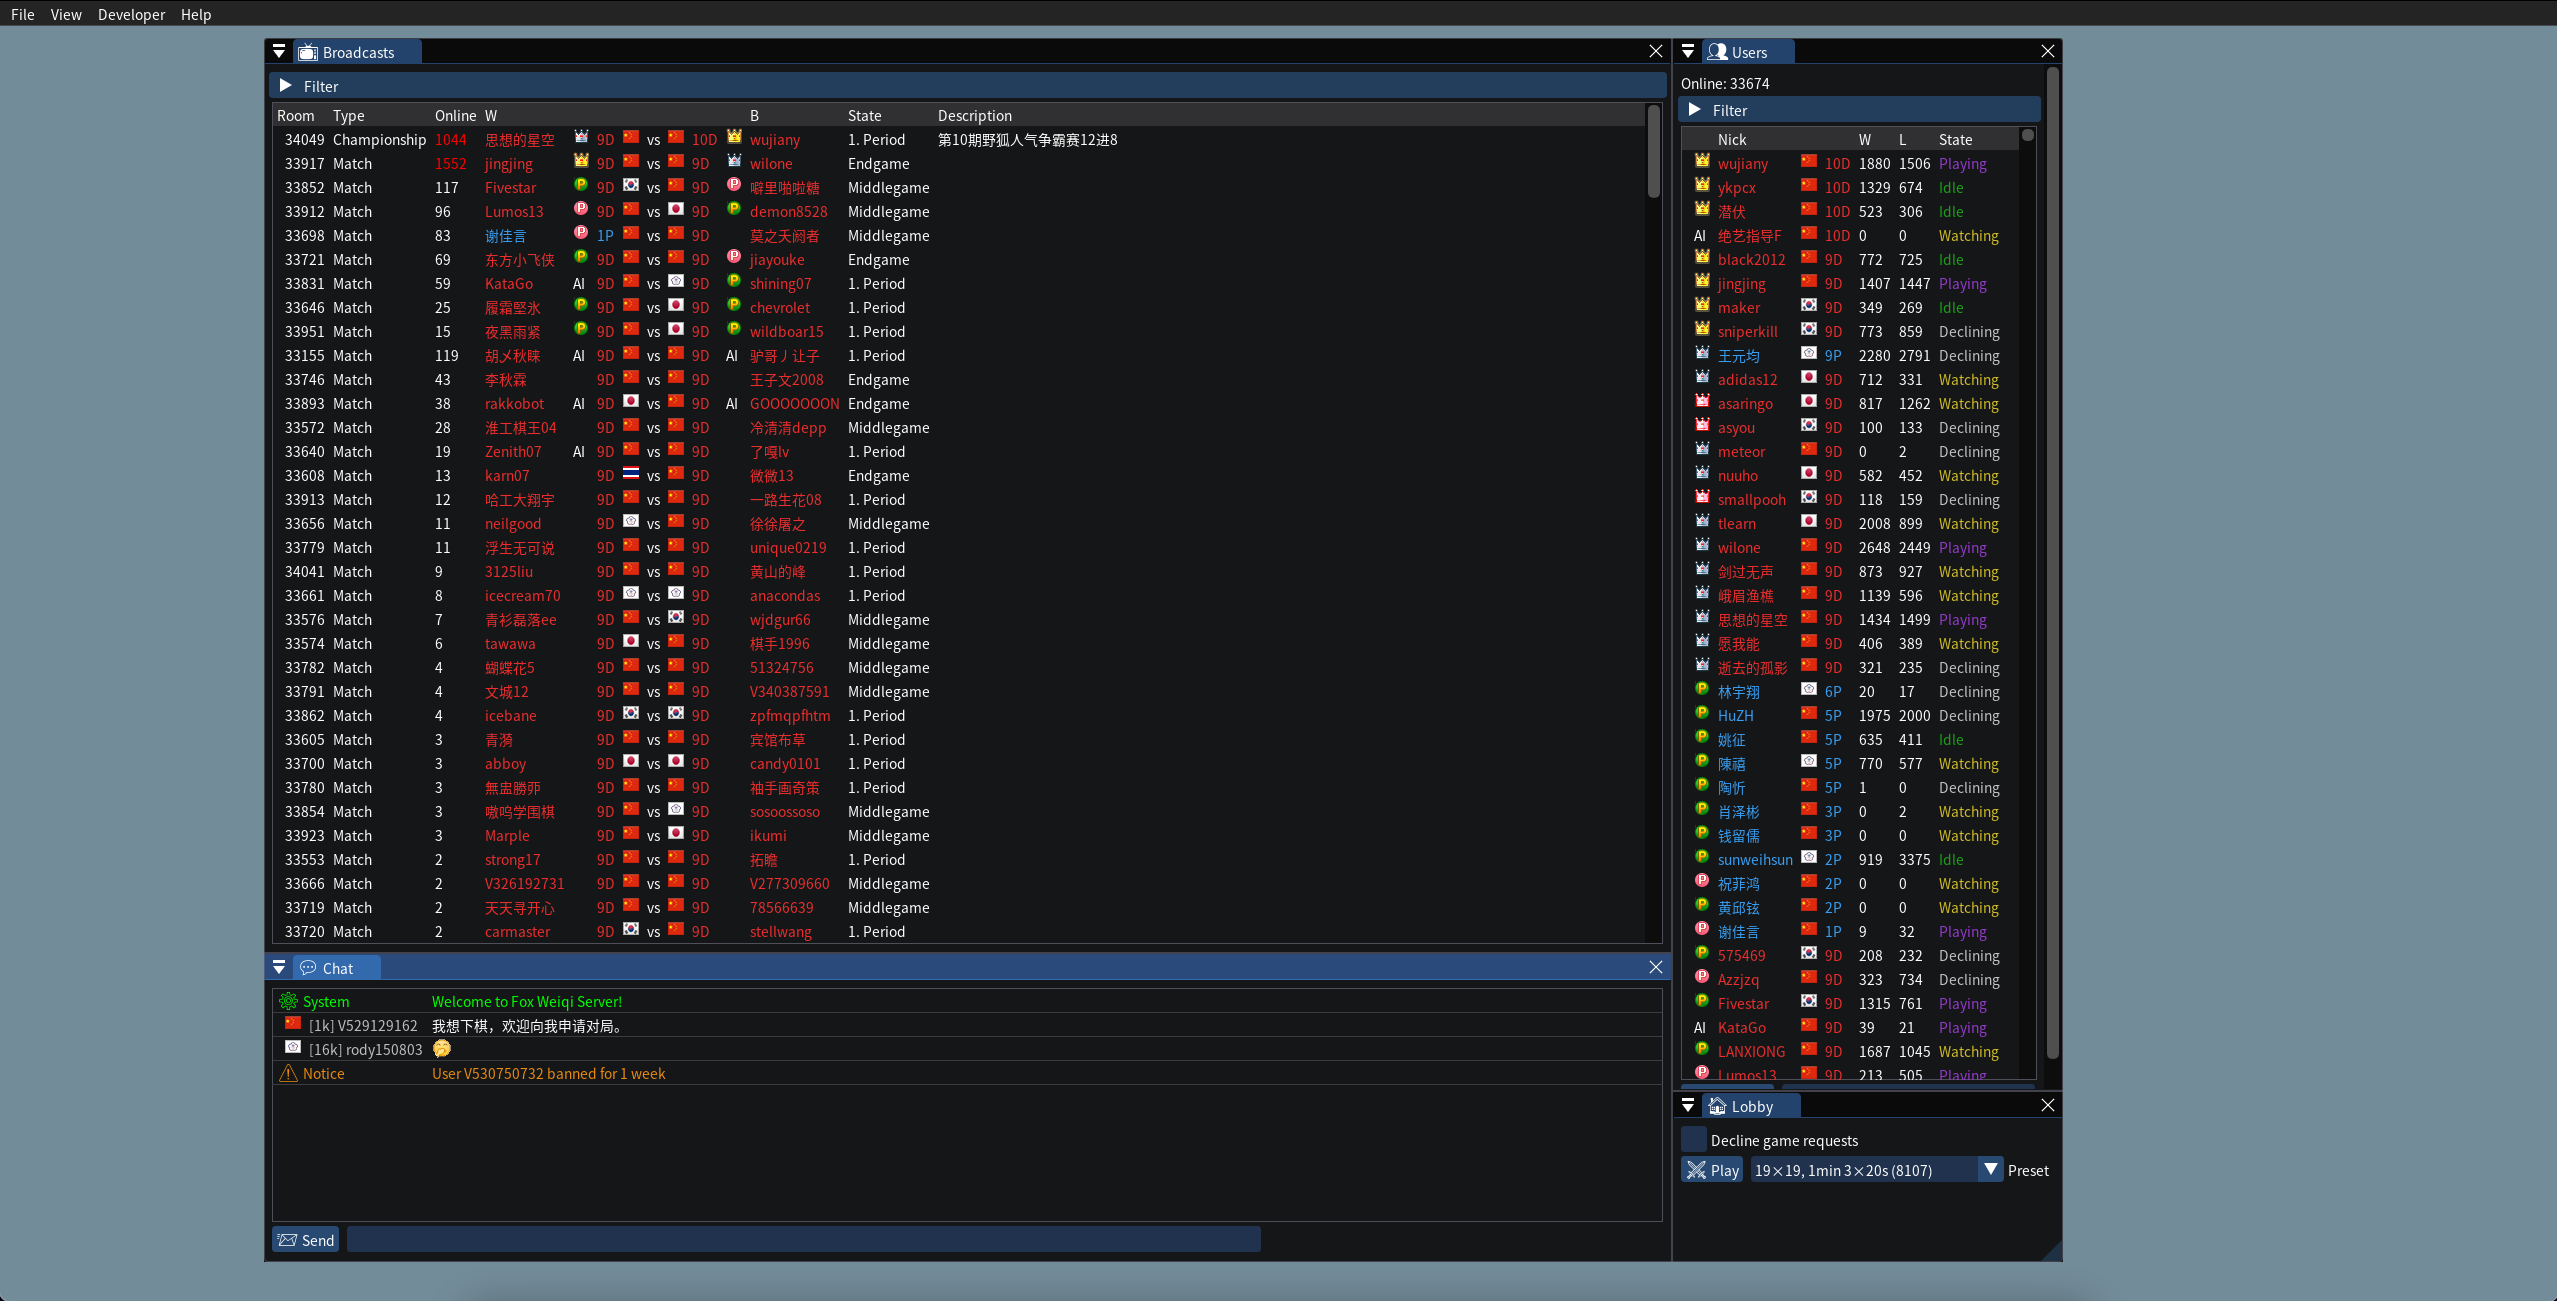 File View Developer Help
Broadcasts
Filter
Room Type Online W B State Description
34049 Championship 1044 思想的星空 9D vs 10D wujiany 1. Period 第10期野狐人气争霸赛12进8
33917 Match 1552 jingjing 9D vs 9D wilone Endgame
33852 Match 117 Fivestar 9D vs 9D 噼里啪啦糖 Middlegame
33912 Match 96 Lumos13 9D vs 9D demon8528 Middlegame
33698 Match 83 谢佳言 1P vs 9D 莫之夭阏者 Middlegame
33721 Match 69 东方小飞侠 9D vs 9D jiayouke Endgame
33831 Match 59 KataGo AI 9D vs 9D shining07 1. Period
33646 Match 25 履霜堅氷 9D vs 9D chevrolet 1. Period
33951 Match 15 夜黑雨紧 9D vs 9D wildboar15 1. Period
33155 Match 119 胡乄秋睐 AI 9D vs 9D AI 驴哥丿让子 1. Period
33746 Match 43 李秋霖 9D vs 9D 王子文2008 Endgame
33893 Match 38 rakkobot AI 9D vs 9D AI GOOOOOOON Endgame
33572 Match 28 淮工棋王04 9D vs 9D 冷清清depp Middlegame
33640 Match 19 Zenith07 AI 9D vs 9D 了嘎lv 1. Period
33608 Match 13 karn07 9D vs 9D 微微13 Endgame
33913 Match 12 哈工大翔宇 9D vs 9D 一路生花08 1. Period
33656 Match 11 neilgood 9D vs 9D 徐徐屠之 Middlegame
33779 Match 11 浮生无可说 9D vs 9D unique0219 1. Period
34041 Match 9 3125liu 9D vs 9D 黄山的峰 1. Period
33661 Match 8 icecream70 9D vs 9D anacondas 1. Period
33576 Match 7 青衫磊落ee 9D vs 9D wjdgur66 Middlegame
33574 Match 6 tawawa 9D vs 9D 棋手1996 Middlegame
33782 Match 4 蝴蝶花5 9D vs 9D 51324756 Middlegame
33791 Match 4 文城12 9D vs 9D V340387591 Middlegame
33862 Match 4 icebane 9D vs 9D zpfmqpfhtm 1. Period
33605 Match 3 9D vs 9D 宾馆布草 1. Period
33700 Match 3 abboy 9D vs 9D candy0101 1. Period
33780 Match 3 9D vs 9D 袖手画奇策 1. Period
33854 Match 3 嗷呜学围棋 9D vs 9D sosoossoso Middlegame
33923 Match 3 Marple 9D vs 9D ikumi Middlegame
33553 Match 2 strong17 9D vs 9D 拓瞻 1. Period
33666 Match 2 V326192731 9D vs 9D V277309660 Middlegame
33719 Match 2 天天寻开心 9D vs 9D 78566639 Middlegame
33720 Match 2 carmaster 9D vs 9D stellwang 1. Period
Chat
System Welcome to Fox Weiqi Server!
[1k] V529129162 我想下棋，欢迎向我申请对局。
[16k] rody150803
Notice User V530750732 banned for 1 week
Send
Users
Online: 33674
Filter
Nick W L State
wujiany 10D 1880 1506 Playing
ykpcx 10D 1329 674 Idle
潜伏 10D 523 306 Idle
AI 绝艺指导F 10D 0 0 Watching
black2012 9D 772 725 Idle
jingjing 9D 1407 1447 Playing
maker 9D 349 269 Idle
sniperkill 9D 773 859 Declining
王元均 9P 2280 2791 Declining
adidas12 9D 712 331 Watching
asaringo 9D 817 1262 Watching
asyou 9D 100 133 Declining
meteor 9D 0 2 Declining
nuuho 9D 582 452 Watching
smallpooh 9D 118 159 Declining
tlearn 9D 2008 899 Watching
wilone 9D 2648 2449 Playing
剑过无声 9D 873 927 Watching
峨眉渔樵 9D 1139 596 Watching
思想的星空 9D 1434 1499 Playing
愿我能 9D 406 389 Watching
逝去的孤影 9D 321 235 Declining
林宇翔 6P 20 17 Declining
HuZH 5P 1975 2000 Declining
姚征 5P 635 411 Idle
陳禧 5P 770 577 Watching
陶忻 5P 1 0 Declining
肖泽彬 3P 0 2 Watching
钱留儒 3P 0 0 Watching
sunweihsun 2P 919 3375 Idle
祝菲鸿 2P 0 0 Watching
黄邱铉 2P 0 0 Watching
谢佳言 1P 9 32 Playing
575469 9D 208 232 Declining
Azzjzq 9D 323 734 Declining
Fivestar 9D 1315 761 Playing
AI KataGo 9D 39 21 Playing
LANXIONG 9D 1687 1045 Watching
Lumos13 9D 213 505 Playing
Lobby
Decline game requests
Play 19×19, 1min 3×20s (8107) Preset